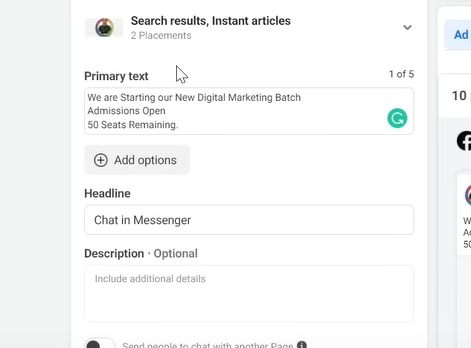 Search results, Instant articles
2 Placements
Ad
Primary text
1 of 5
10
We are Starting our New Digital Marketing Batch
Admissions Open
50 Seats Remaining.
Add options
Headline
Chat in Messenger
Description · Optional
Include additional details
Send people to chat with another Page